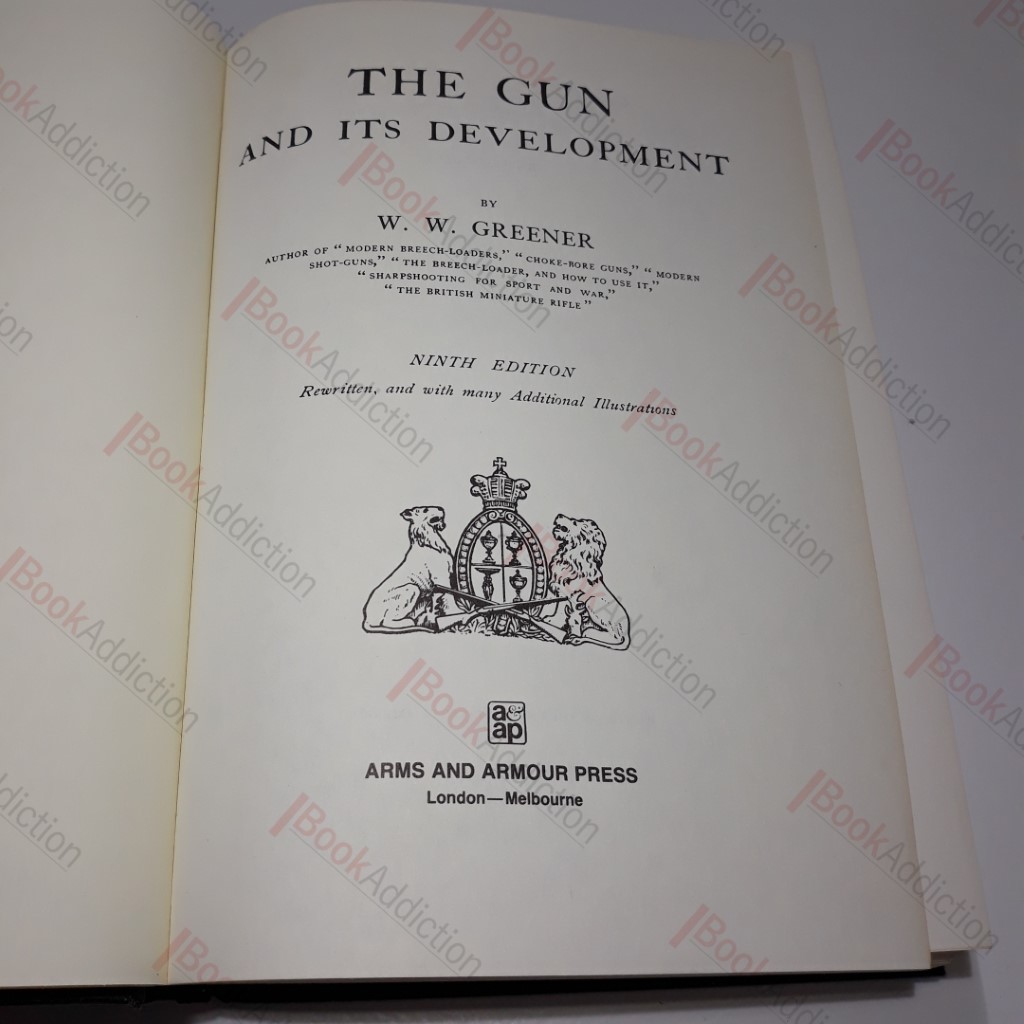 THE GUN
AND ITS DEVELOPMENT
BY
W. W. GREENER
AUTHOR OF “ MODERN BREECH-LOADERS,” “ CHOKE-BORE GUNS,” “ MODERN
SHOT-GUNS,” “ THE BREECH-LOADER, AND HOW TO USE IT,”
“ SHARPSHOOTING FOR SPORT AND WAR,”
“ THE BRITISH MINIATURE RIFLE ”
NINTH EDITION
Rewritten, and with many Additional Illustrations
a&
ap
ARMS AND ARMOUR PRESS
London—Melbourne
BookAddiction